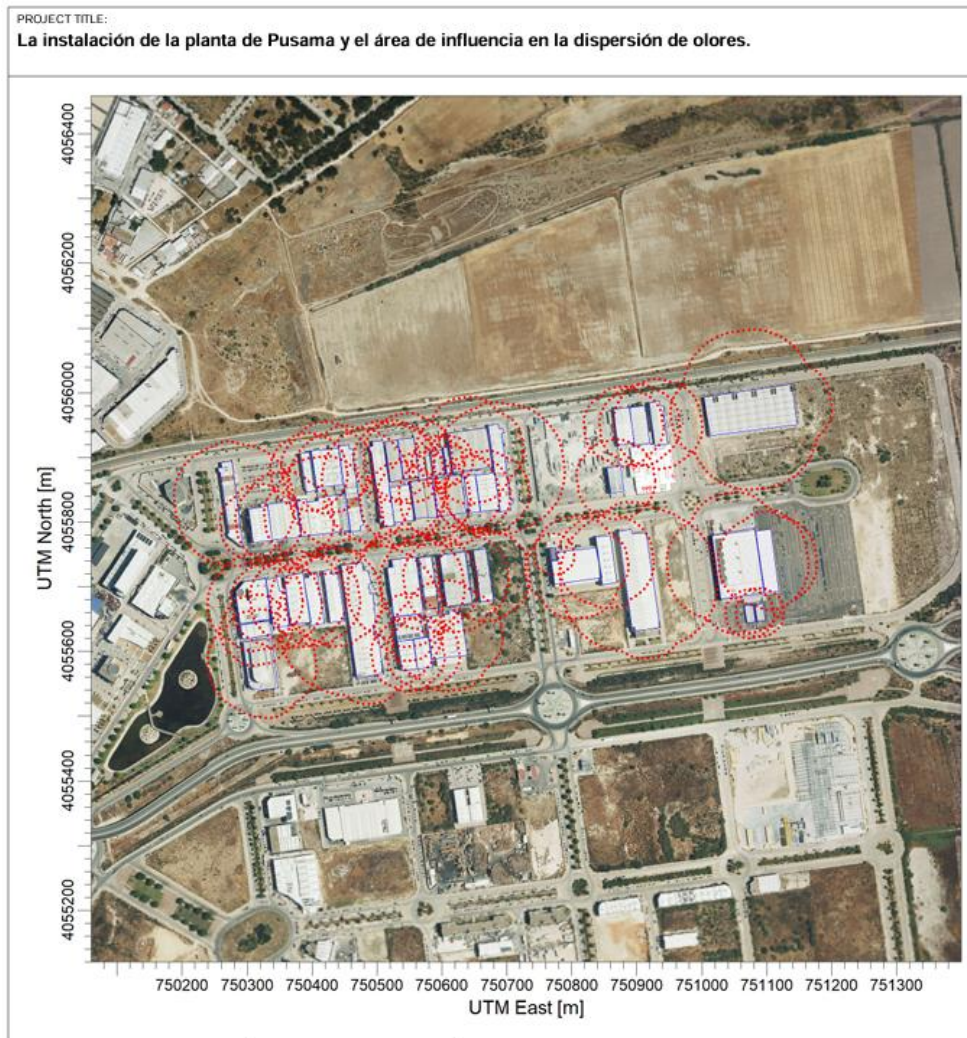 PROJECT TITLE:
La instalación de la planta de Pusama y el área de influencia en la dispersión de olores.
UTM North [m]
4056400
4056200
4056000
4055800
4055600
4055400
4055200
750200 750300 750400 750500 750600 750700 750800 750900 751000 751100 751200 751300
UTM East [m]